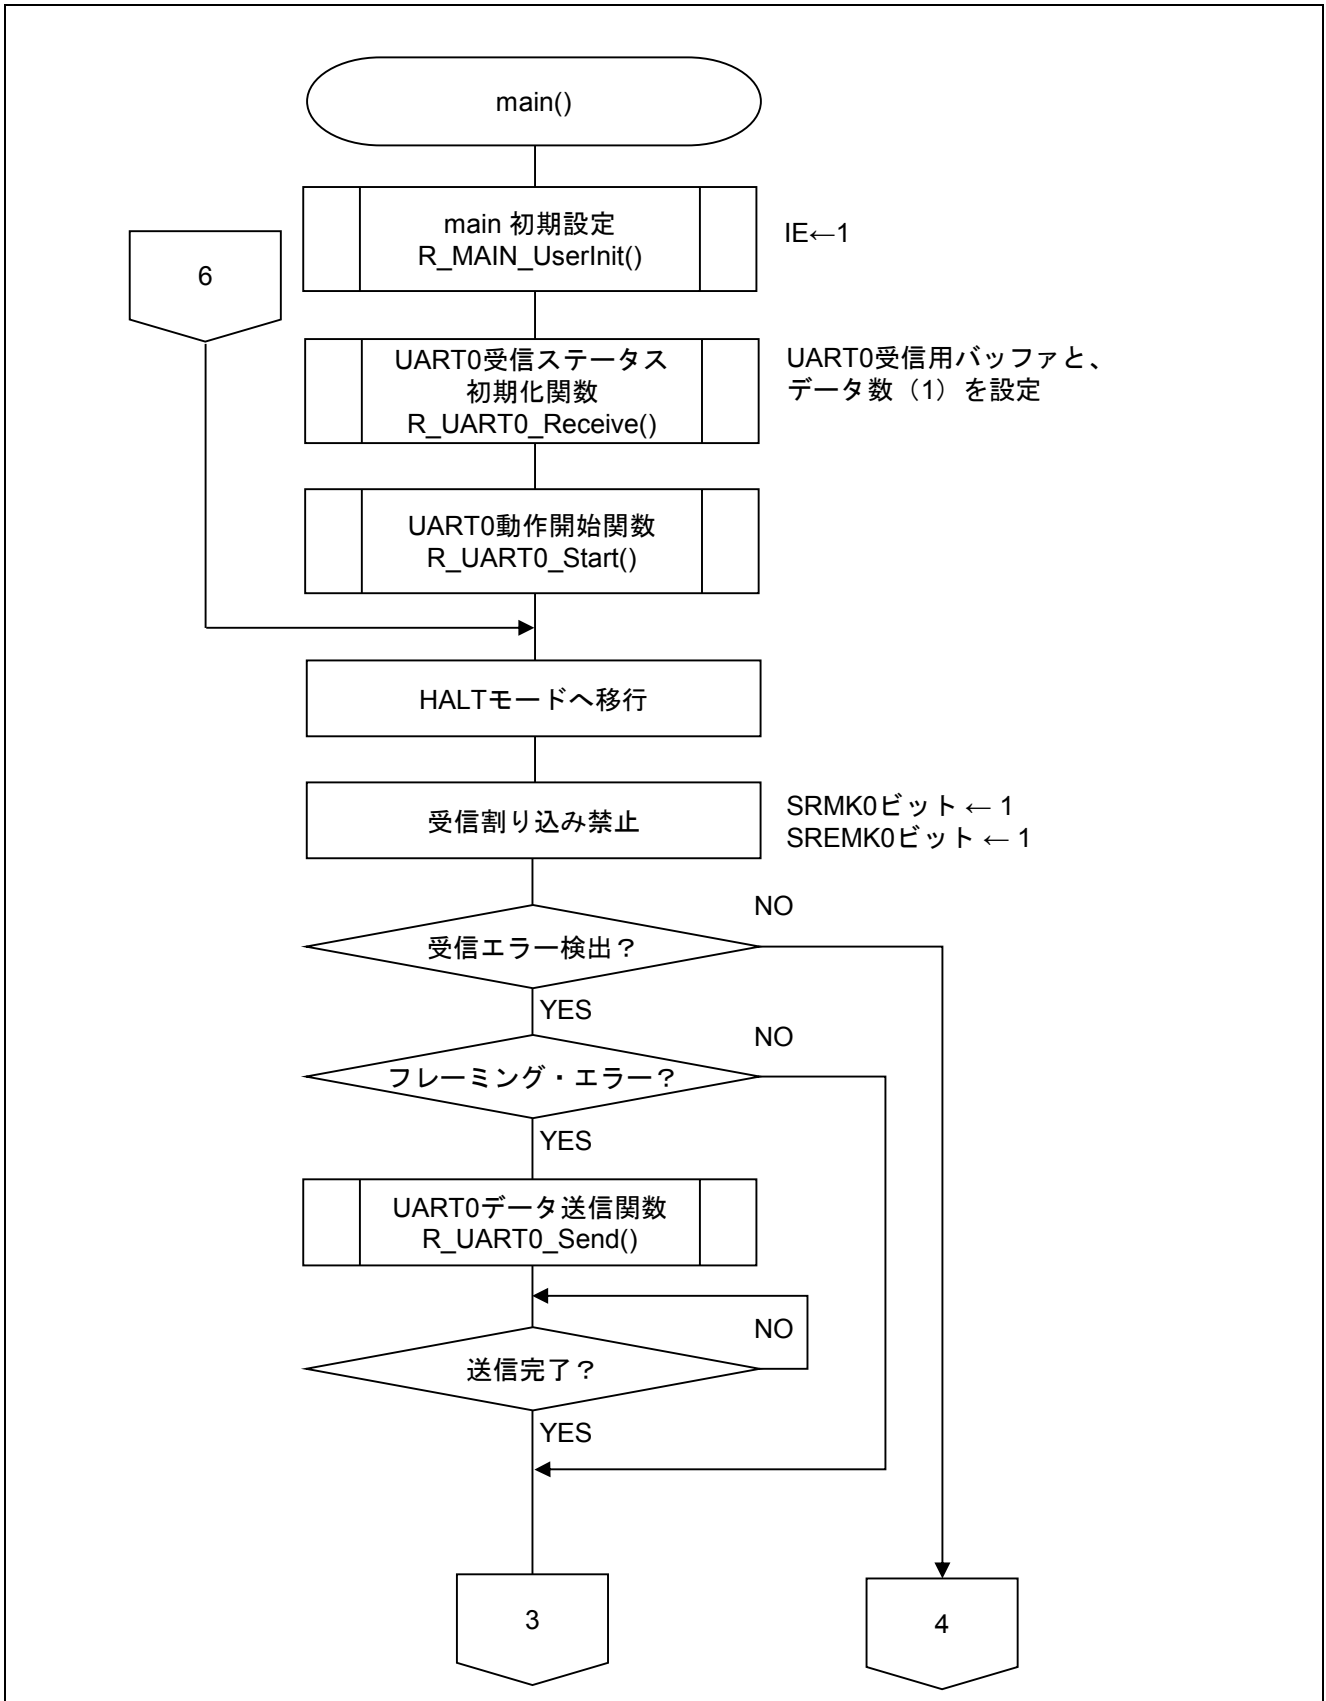 main()
main 初期設定
R_MAIN_UserInit()
IE←1
6
UART0受信ステータス
初期化関数
R_UART0_Receive()
UART0受信用バッファと、
データ数（1）を設定
UART0動作開始関数
R_UART0_Start()
HALTモードへ移行
受信割り込み禁止
SRMK0ビット ← 1
SREMK0ビット ← 1
NO
受信エラー検出？
YES
NO
フレーミング・エラー？
YES
UART0データ送信関数
R_UART0_Send()
NO
送信完了？
YES
3
4